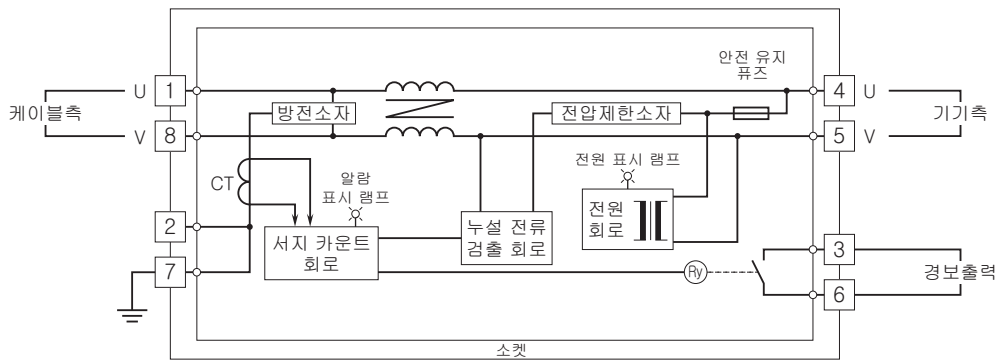 안전 유지
퓨즈
케이블측
U
1
방전소자
전압제한소자
4
U
기기측
V
8
5
V
CT
알람
표시 램프
전원 표시 램프
2
서지 카운트
회로
누설 전류
검출 회로
전원
회로
7
Ry
3
6
경보출력
소켓